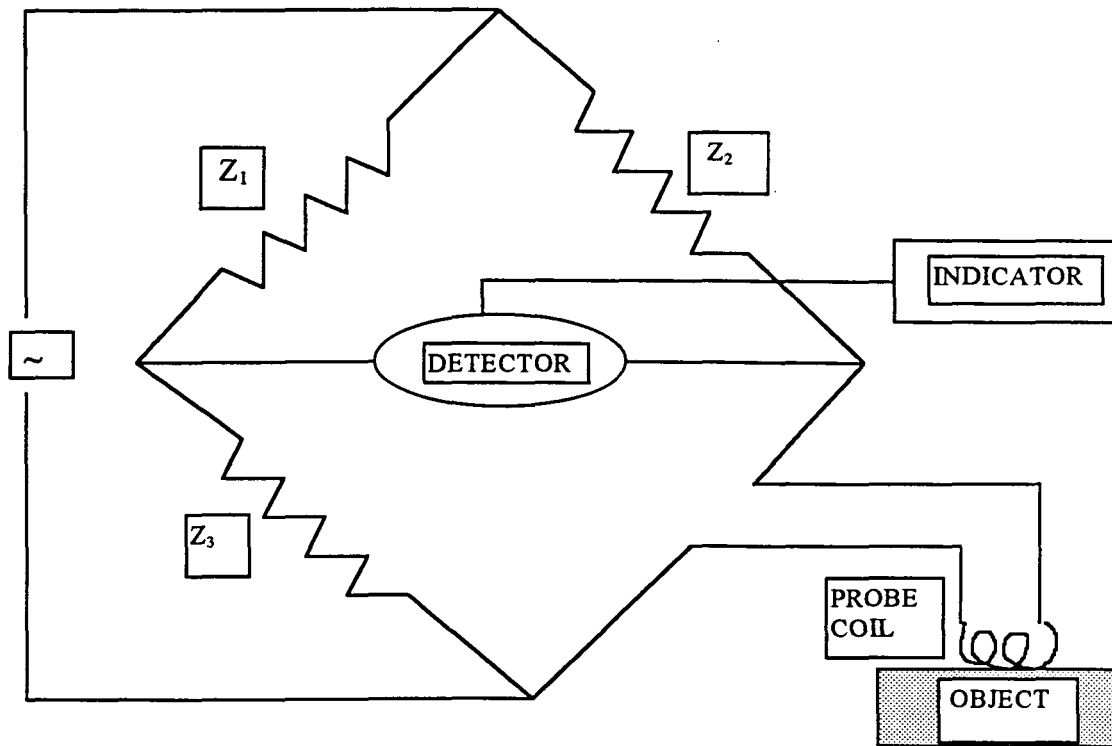 Z₁
Z₂
INDICATOR
~
DETECTOR
Z₃
PROBE
COIL
OBJECT